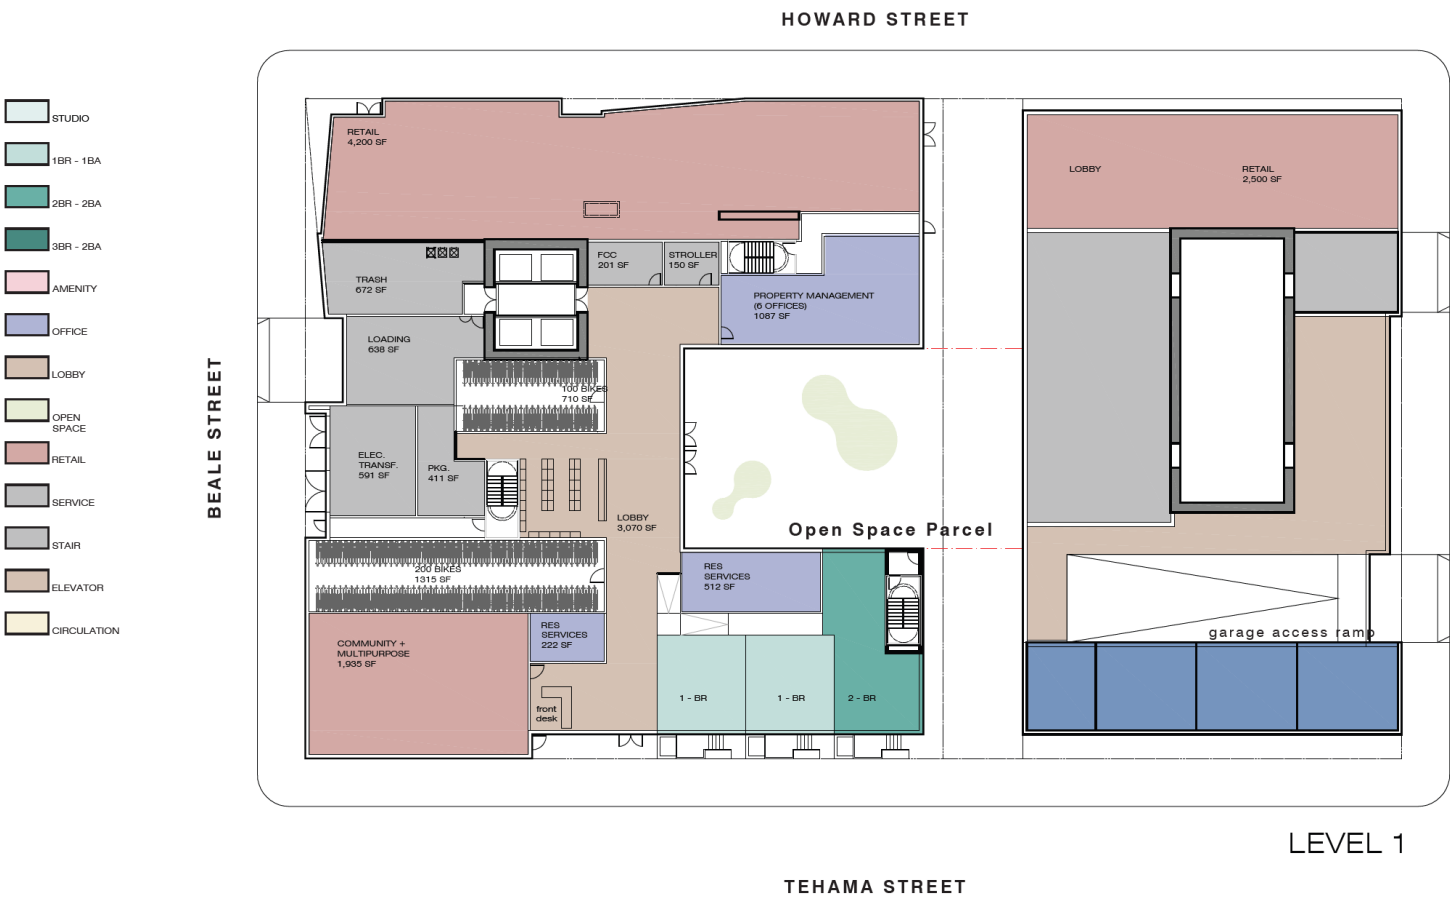 HOWARD STREET
STUDIO
1BR - 1BA
2BR - 2BA
3BR - 2BA
AMENITY
OFFICE
LOBBY
OPEN
SPACE
RETAIL
SERVICE
STAIR
ELEVATOR
CIRCULATION
BEALE STREET
RETAIL
4,200 SF
LOBBY
RETAIL
2,500 SF
TRASH
672 SF
FCC
201 SF
STROLLER
150 SF
PROPERTY MANAGEMENT
(6 OFFICES)
1087 SF
LOADING
638 SF
100 BIKES
710 SF
ELEC.
TRANSF.
591 SF
PKG.
411 SF
LOBBY
3,070 SF
Open Space Parcel
200 BIKES
1315 SF
RES
SERVICES
512 SF
COMMUNITY +
MULTIPURPOSE
1,935 SF
RES
SERVICES
222 SF
garage access ramp
front
desk
1 - BR
1 - BR
2 - BR
LEVEL 1
TEHAMA STREET